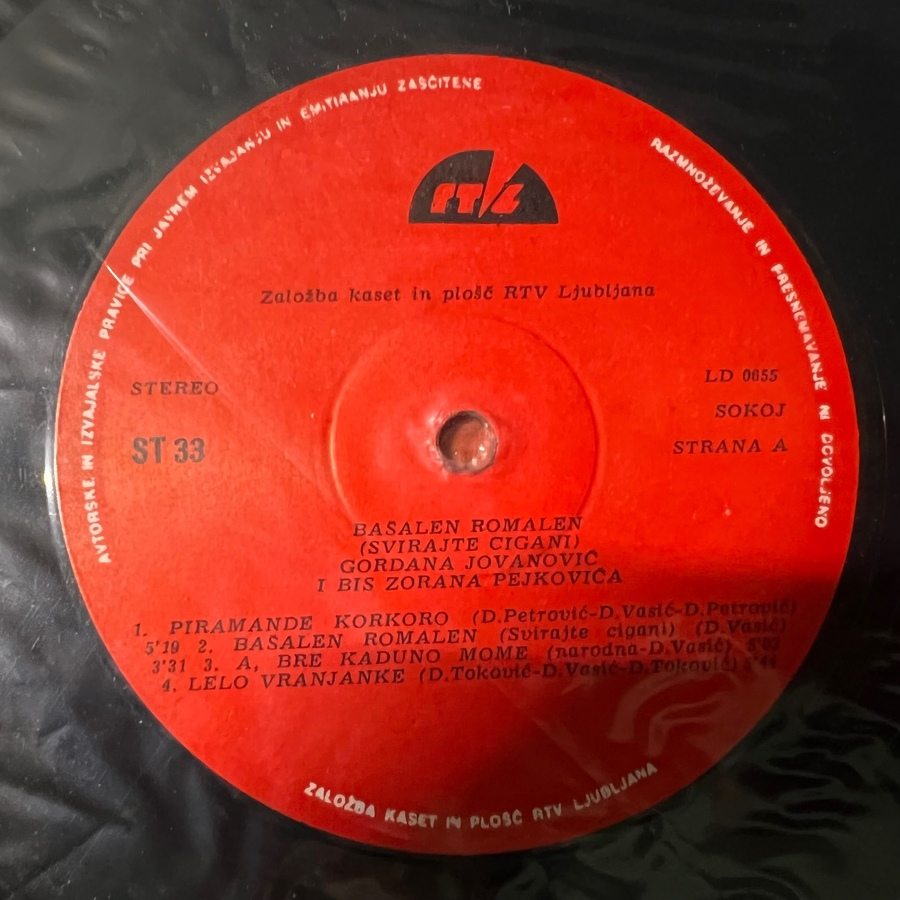 AVTORSKE IN IZVAJALSKE PRAVICE PRI JAVNEM IZVAJANJU IN EMITIRANJU ZAŠČITENE
RAZMNOŽEVANJE IN PRESNEMAVANJE NI DOVOLJENO
RTVL
Založba kaset in plošč RTV Ljubljana
STEREO
LD 0655
SOKOJ
ST 33
STRANA A
BAŠALEN ROMALEN
(SVIRAJTE CIGANI)
GORDANA JOVANOVIĆ
I BIS ZORANA PEJKOVIĆA
1. PIRAMANDE KORKORO (D.Petrović-D.Vasić-D.Petrović)
5'19 2. BAŠALEN ROMALEN (Svirajte cigani) (D.Vasić)
3'31 3. A, BRE KADUNO MOME (narodna-D.Vasić) 5'03
4. LELO VRANJANKE (D.Toković-D.Vasić-D.Toković)
ZALOŽBA KASET IN PLOŠČ RTV LJUBLJANA